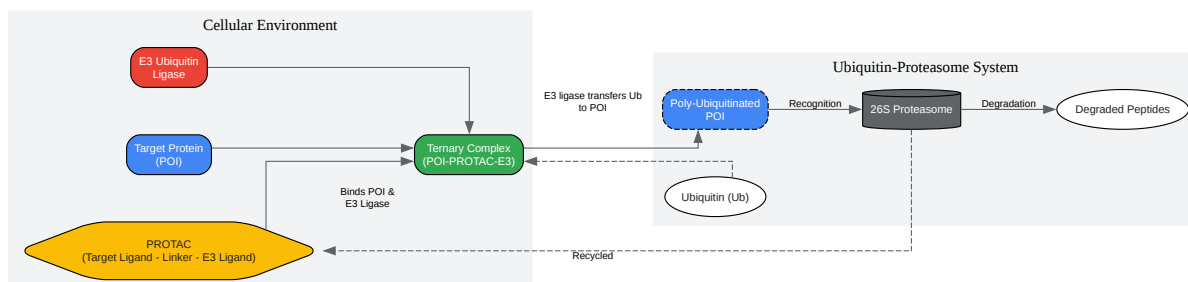 Cellular Environment
E3 Ubiquitin
Ligase
E3 ligase transfers Ub
to POI
Ubiquitin-Proteasome System
Poly-Ubiquitinated
POI
Recognition
26S Proteasome
Degradation
Degraded Peptides
Target Protein
(POI)
Ternary Complex
(POI-PROTAC-E3)
Binds POI &
E3 Ligase
Ubiquitin (Ub)
PROTAC
(Target Ligand - Linker - E3 Ligand)
Recycled